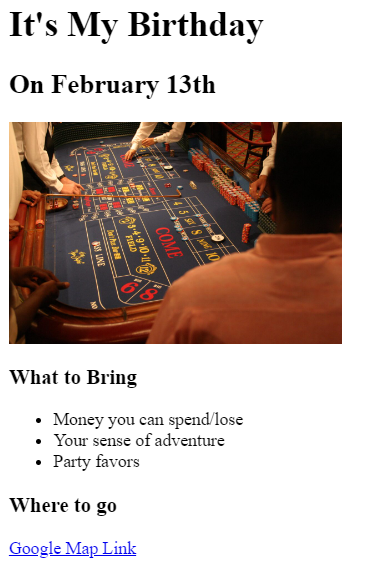 It's My Birthday
On February 13th
COME
FIELD
What to Bring
Money you can spend/lose
Your sense of adventure
Party favors
Where to go
Google Map Link